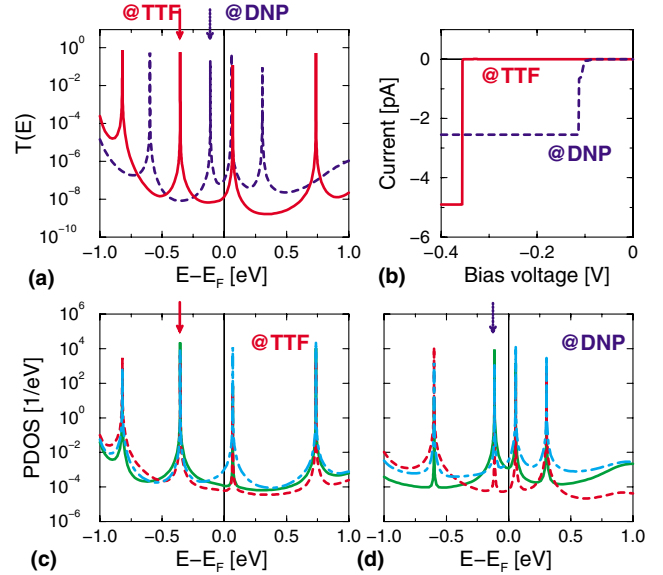 @TTF @DNP
10^2
10^0
10^-2
10^-4
10^-6
10^-8
10^-10
T(E)
-1.0 -0.5 0.0 0.5 1.0
E-E_F [eV]
(a)
0
-2
-4
-6
Current [pA]
@TTF
@DNP
-0.4 -0.2 0
Bias voltage [V]
(b)
10^6
10^4
10^2
10^0
10^-2
10^-4
10^-6
PDOS [1/eV]
@TTF
-1.0 -0.5 0.0 0.5 1.0
E-E_F [eV]
(c)
@DNP
-1.0 -0.5 0.0 0.5 1.0
E-E_F [eV]
(d)